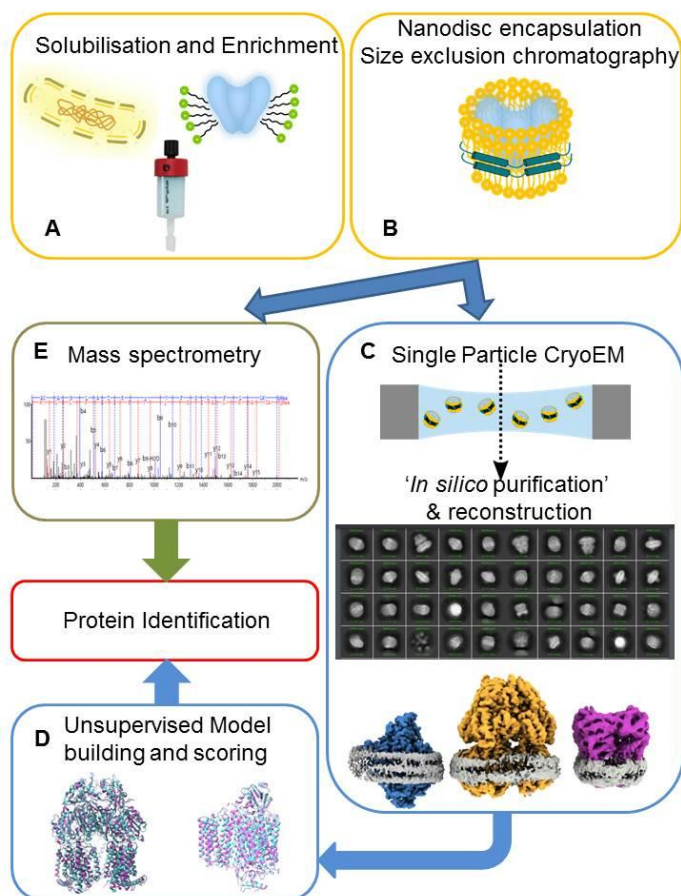 Solubilisation and Enrichment
A
Nanodisc encapsulation
Size exclusion chromatography
B
E
Mass spectrometry
C
Single Particle CryoEM
'In silico purification'
& reconstruction
Protein Identification
D
Unsupervised Model
building and scoring